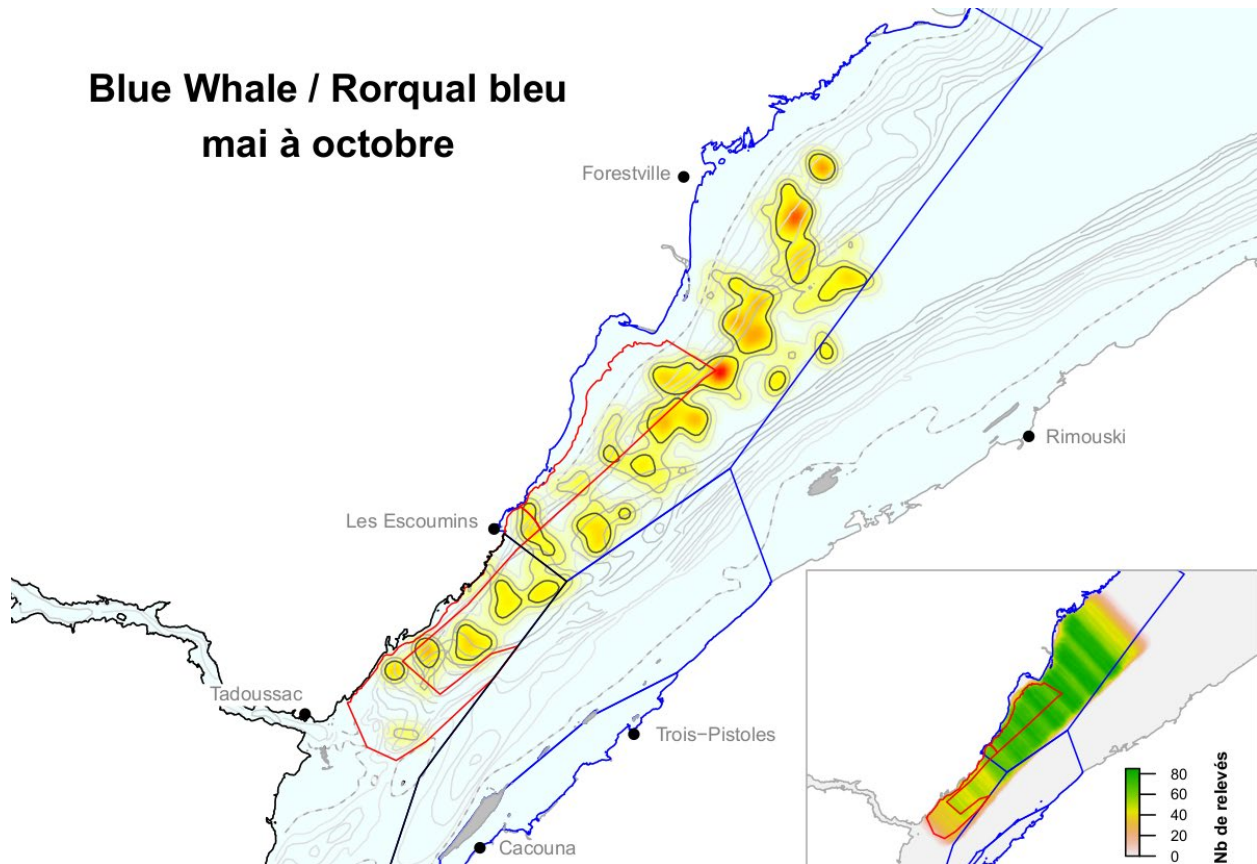 Blue Whale / Rorqual bleu
mai à octobre
Forestville
Rimouski
Les Escoumins
Tadoussac
Trois−Pistoles
Cacouna
80
60
40
20
0
Nb de relevés